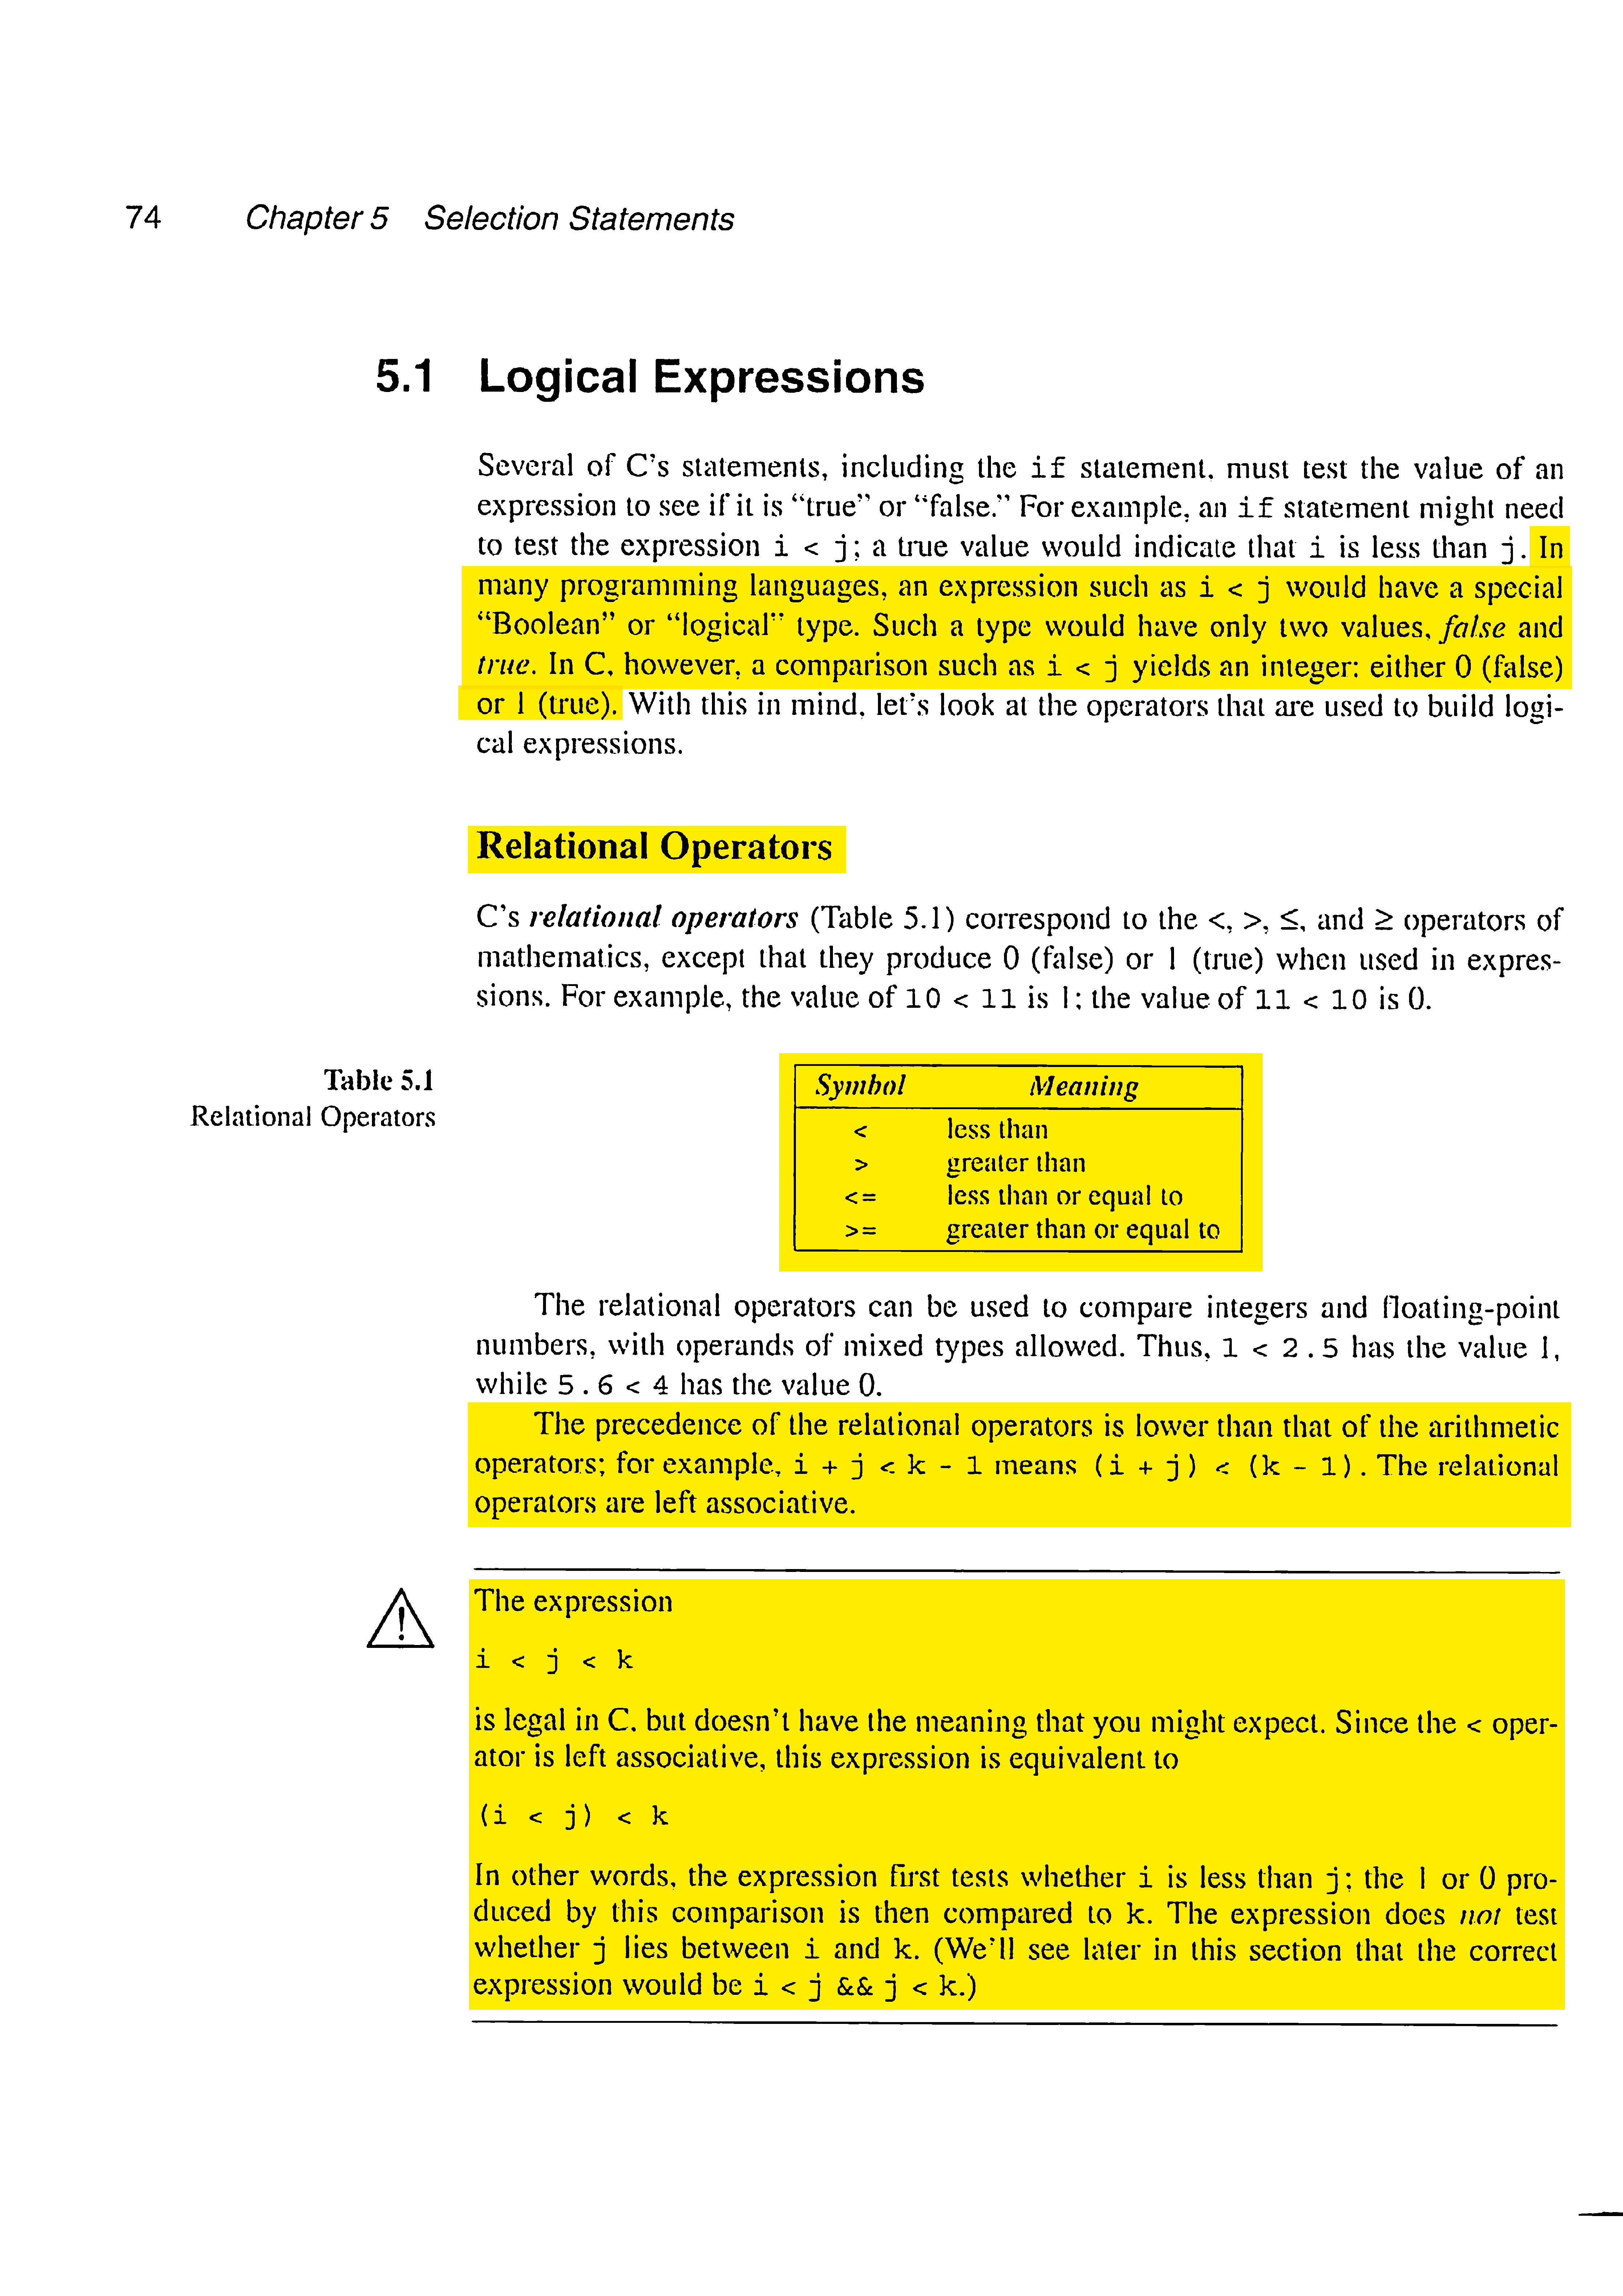 74 Chapter 5 Selection Statements
5.1 Logical Expressions
Several of C's statements, including the if statement, must test the value of an
expression to see if it is “true” or “false.” For example, an if statement might need
to test the expression i < j; a true value would indicate that i is less than j. In
many programming languages, an expression such as i < j would have a special
“Boolean” or “logical” type. Such a type would have only two values, false and
true. In C, however, a comparison such as i < j yields an integer: either 0 (false)
or 1 (true). With this in mind, let's look at the operators that are used to build logi-
cal expressions.
Relational Operators
C's relational operators (Table 5.1) correspond to the <, >, ≤, and ≥ operators of
mathematics, except that they produce 0 (false) or 1 (true) when used in expres-
sions. For example, the value of 10 < 11 is 1; the value of 11 < 10 is 0.
Table 5.1
Relational Operators
Symbol Meaning
< less than
> greater than
<= less than or equal to
>= greater than or equal to
The relational operators can be used to compare integers and floating-point
numbers, with operands of mixed types allowed. Thus, 1 < 2.5 has the value 1,
while 5.6 < 4 has the value 0.
The precedence of the relational operators is lower than that of the arithmetic
operators; for example, i + j < k - 1 means (i + j) < (k - 1). The relational
operators are left associative.
The expression
i < j < k
is legal in C, but doesn't have the meaning that you might expect. Since the < oper-
ator is left associative, this expression is equivalent to
(i < j) < k
In other words, the expression first tests whether i is less than j; the 1 or 0 pro-
duced by this comparison is then compared to k. The expression does not test
whether j lies between i and k. (We'll see later in this section that the correct
expression would be i < j && j < k.)